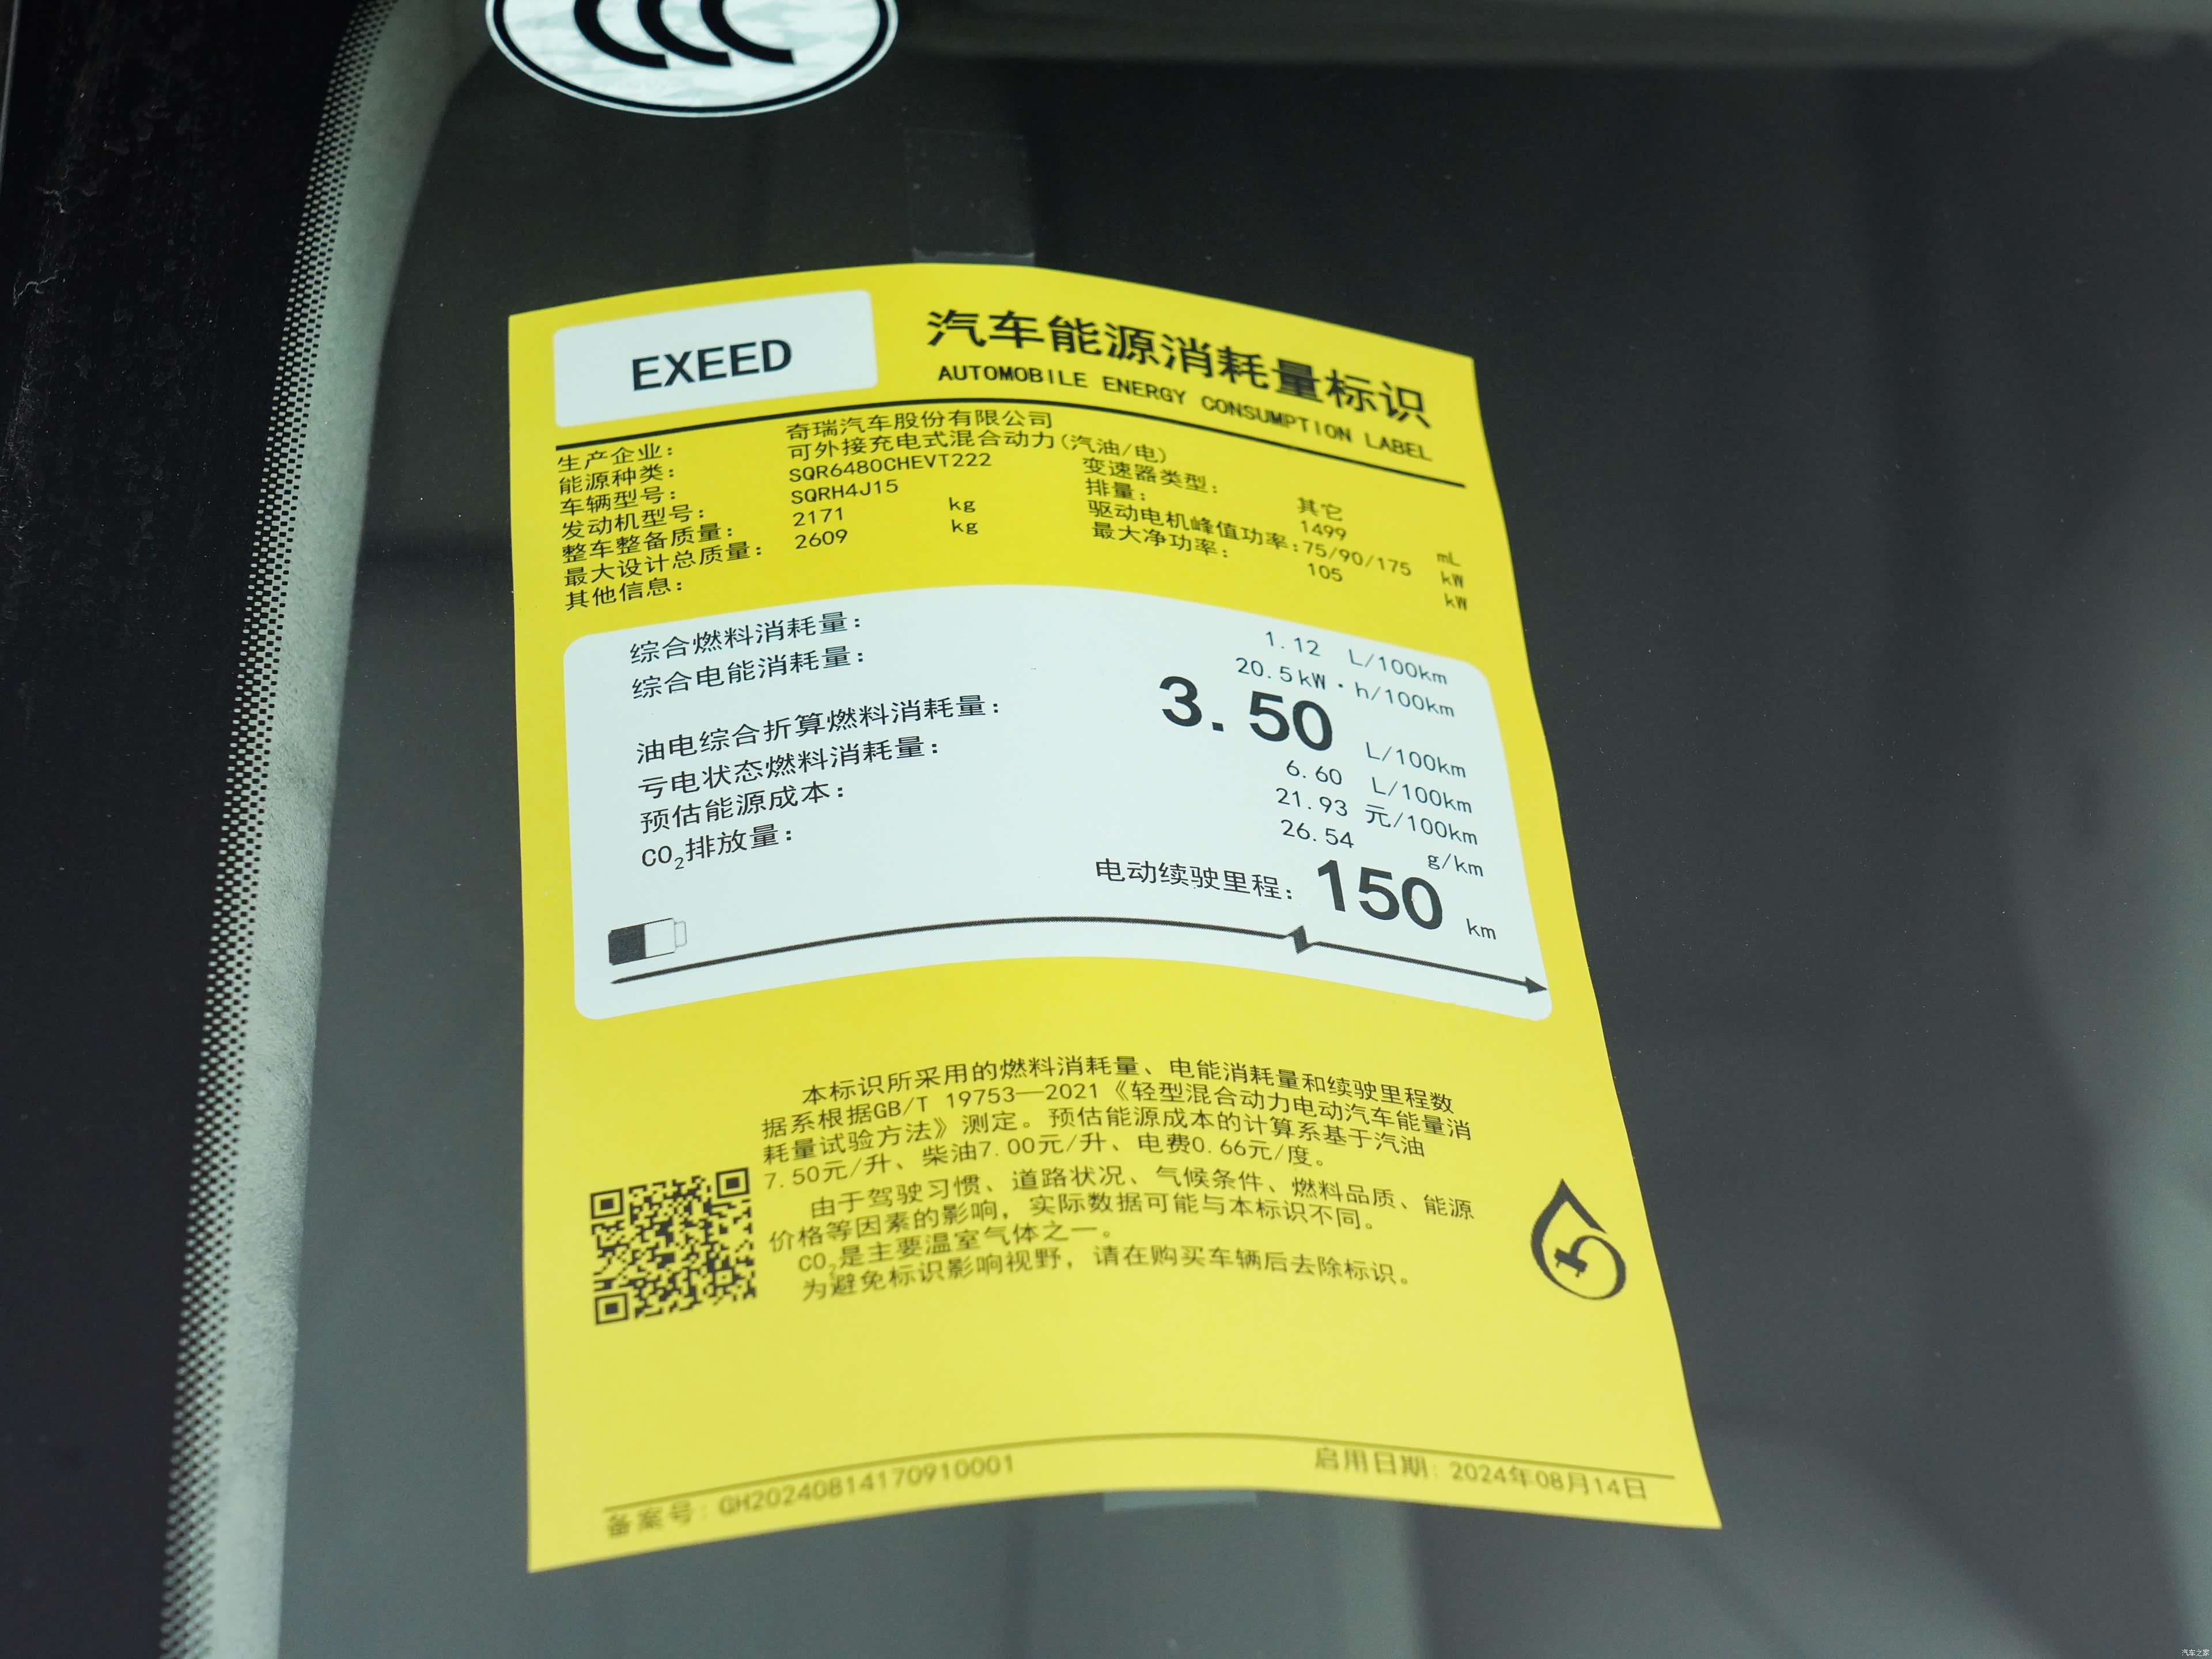 CCC
EXEED
汽车能源消耗量标识
AUTOMOBILE ENERGY CONSUMPTION LABEL
生产企业： 奇瑞汽车股份有限公司
能源种类： 可外接充电式混合动力(汽油/电)
车辆型号： SQR6480CHEVT222 变速器类型： 其它
发动机型号： SQRH4J15 排量： 1499 mL
整车整备质量： 2171 kg 驱动电机峰值功率：75/90/175 kW
最大设计总质量： 2609 kg 最大净功率： 105 kW
其他信息：
综合燃料消耗量： 1.12 L/100km
综合电能消耗量： 20.5kW·h/100km
油电综合折算燃料消耗量： 3.50 L/100km
亏电状态燃料消耗量： 6.60 L/100km
预估能源成本： 21.93 元/100km
CO₂排放量： 26.54 g/km
电动续驶里程：150 km
本标识所采用的燃料消耗量、电能消耗量和续驶里程数
据系根据GB/T 19753—2021《轻型混合动力电动汽车能量消
耗量试验方法》测定。预估能源成本的计算系基于汽油
7.50元/升、柴油7.00元/升、电费0.66元/度。
由于驾驶习惯、道路状况、气候条件、燃料品质、能源
价格等因素的影响，实际数据可能与本标识不同。
CO₂是主要温室气体之一。
为避免标识影响视野，请在购买车辆后去除标识。
备案号：GH20240814170910001 启用日期：2024年08月14日
汽车之家